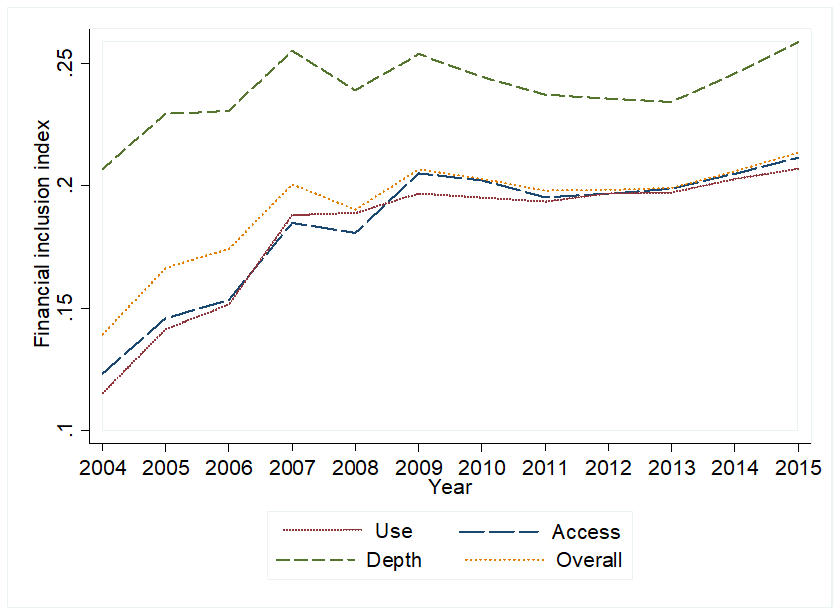 Financial inclusion index
.25
.2
.15
.1
2004 2005 2006 2007 2008 2009 2010 2011 2012 2013 2014 2015
Year
Use Access
Depth Overall